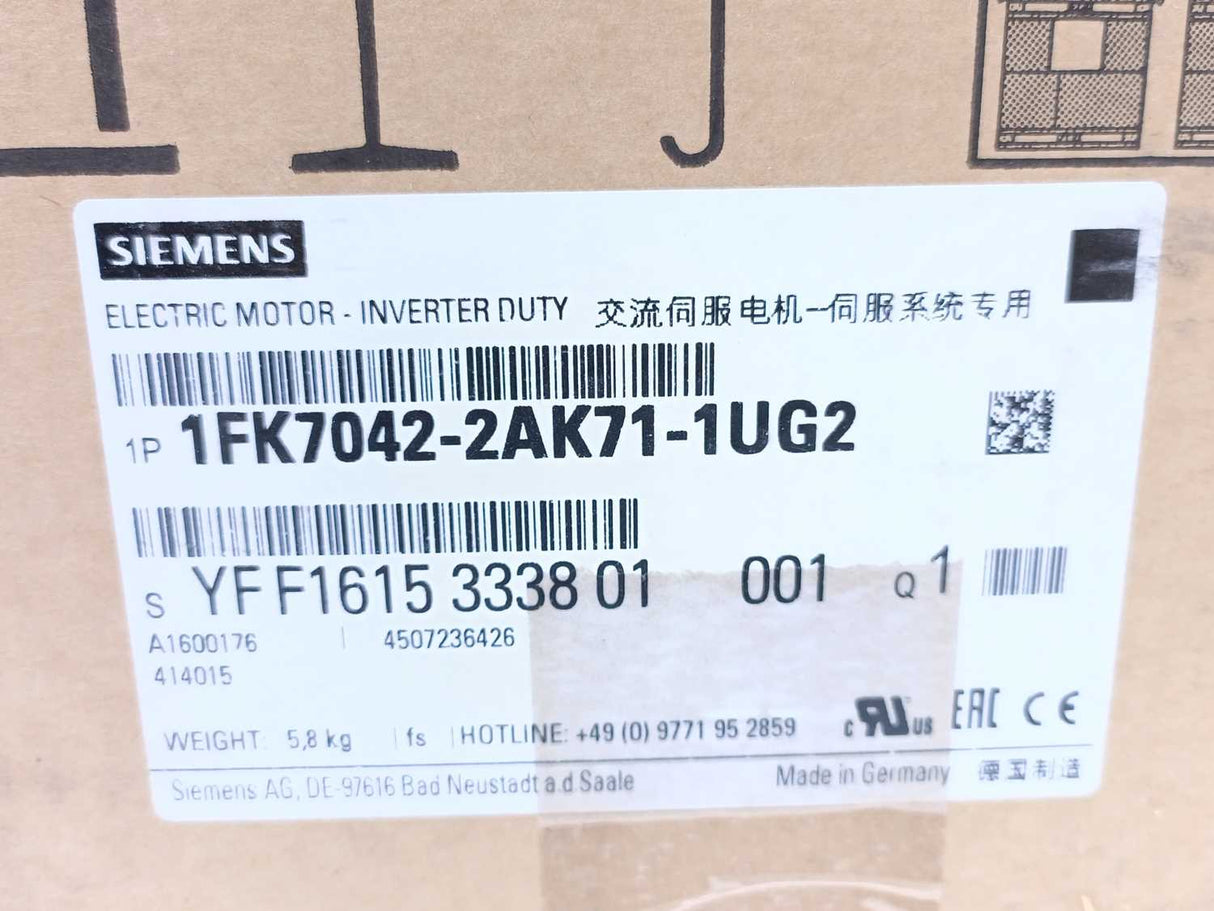 SIEMENS
ELECTRIC MOTOR - INVERTER DUTY 交流伺服电机--伺服系统专用
1P 1FK7042-2AK71-1UG2
S YF F1615 3338 01 001 Q 1
A1600176 | 4507236426
414015
WEIGHT: 5,8 kg | fs | HOTLINE: +49 (0) 9771 95 2859 c RU us EAC CE
Siemens AG, DE-97616 Bad Neustadt a.d Saale Made in Germany 德国制造